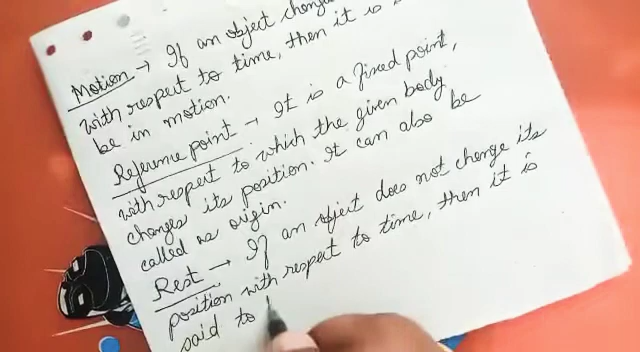 Motion → If an object
with respect to time, then it is
be in motion.
Reference point → It is a fixed point,
with respect to which the given body
changes its position. It can also be
called as origin.
Rest → If an object does not change its
position with respect to time, then it is
said to